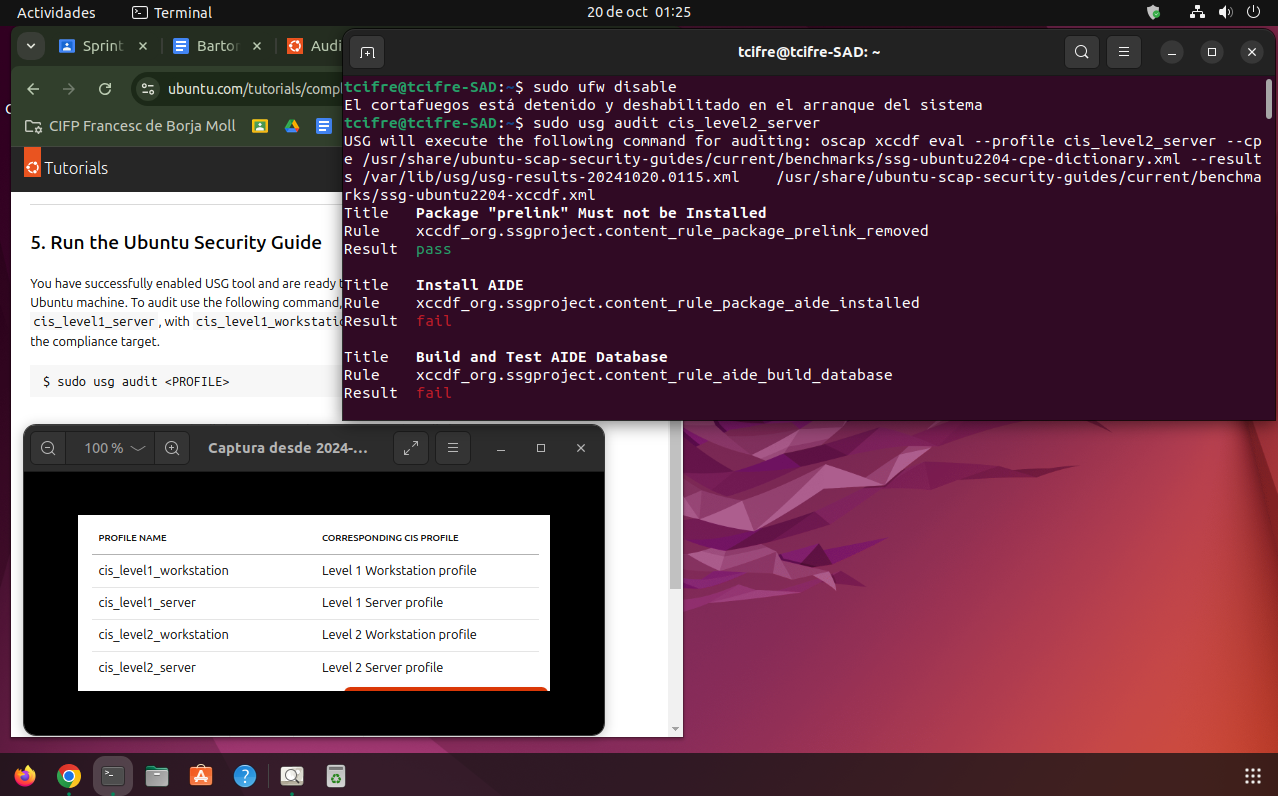 Actividades
Terminal
20 de oct 01:25
Sprint
Bartor
Audi
ubuntu.com/tutorials/compl
CIFP Francesc de Borja Moll
Tutorials
5. Run the Ubuntu Security Guide
You have successfully enabled USG tool and are ready
Ubuntu machine. To audit use the following command,
cis_level1_server, with cis_level1_workstatio
the compliance target.
$ sudo usg audit <PROFILE>
tcifre@tcifre-SAD: ~
tcifre@tcifre-SAD:~$ sudo ufw disable
El cortafuegos está detenido y deshabilitado en el arranque del sistema
tcifre@tcifre-SAD:~$ sudo usg audit cis_level2_server
USG will execute the following command for auditing: oscap xccdf eval --profile cis_level2_server --cp
e /usr/share/ubuntu-scap-security-guides/current/benchmarks/ssg-ubuntu2204-cpe-dictionary.xml --result
s /var/lib/usg/usg-results-20241020.0115.xml    /usr/share/ubuntu-scap-security-guides/current/benchma
rks/ssg-ubuntu2204-xccdf.xml
Title   Package "prelink" Must not be Installed
Rule    xccdf_org.ssgproject.content_rule_package_prelink_removed
Result  pass
Title   Install AIDE
Rule    xccdf_org.ssgproject.content_rule_package_aide_installed
Result  fail
Title   Build and Test AIDE Database
Rule    xccdf_org.ssgproject.content_rule_aide_build_database
Result  fail
100 %
Captura desde 2024-...
PROFILE NAME CORRESPONDING CIS PROFILE
cis_level1_workstation Level 1 Workstation profile
cis_level1_server Level 1 Server profile
cis_level2_workstation Level 2 Workstation profile
cis_level2_server Level 2 Server profile